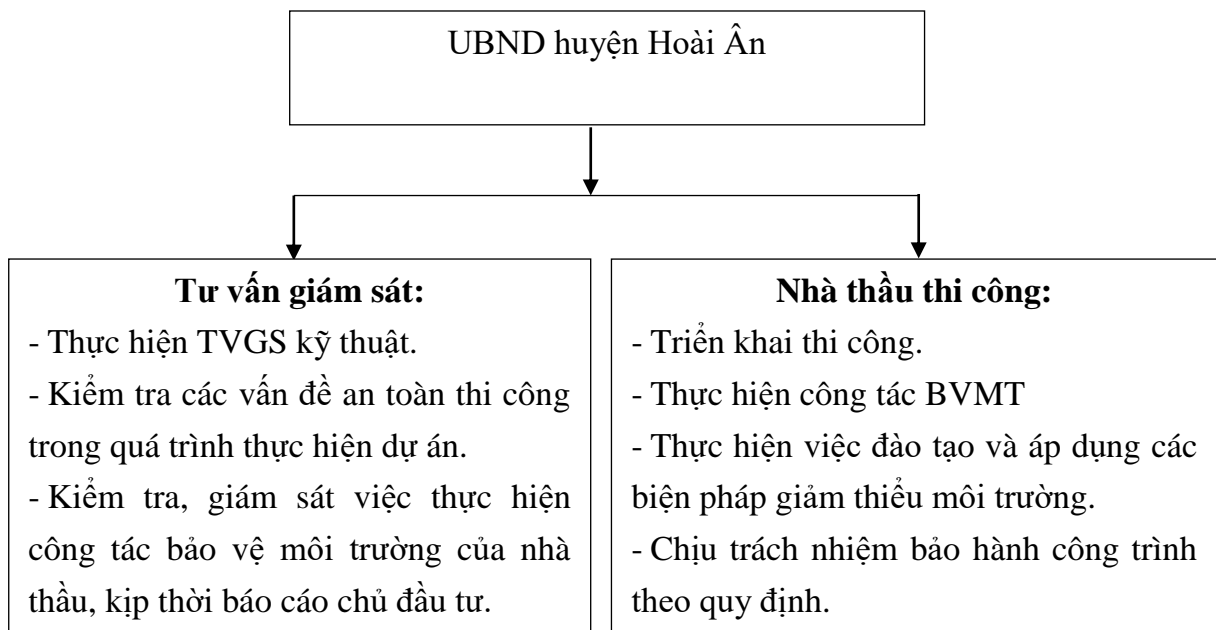 UBND huyện Hoài Ân
Tư vấn giám sát:
- Thực hiện TVGS kỹ thuật.
- Kiểm tra các vấn đề an toàn thi công
trong quá trình thực hiện dự án.
- Kiểm tra, giám sát việc thực hiện
công tác bảo vệ môi trường của nhà
thầu, kịp thời báo cáo chủ đầu tư.
Nhà thầu thi công:
- Triển khai thi công.
- Thực hiện công tác BVMT
- Thực hiện việc đào tạo và áp dụng các
biện pháp giảm thiểu môi trường.
- Chịu trách nhiệm bảo hành công trình
theo quy định.